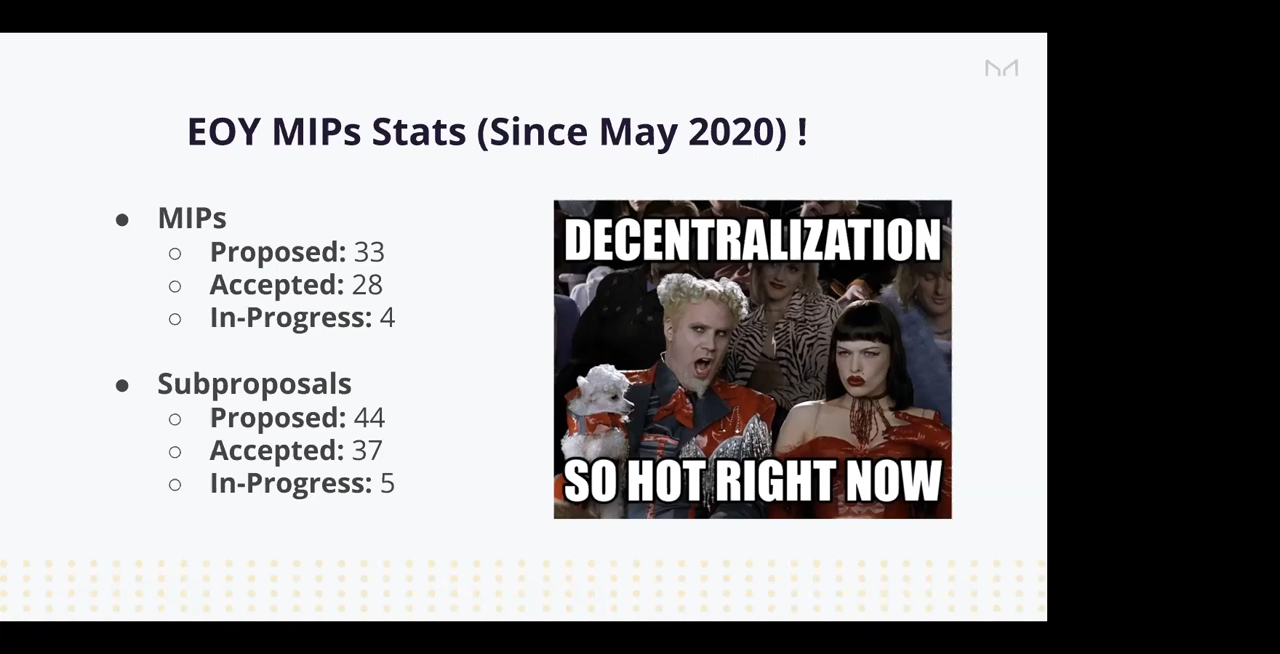 EOY MIPs Stats (Since May 2020) !
● MIPs
○ Proposed: 33
○ Accepted: 28
○ In-Progress: 4
● Subproposals
○ Proposed: 44
○ Accepted: 37
○ In-Progress: 5
DECENTRALIZATION
SO HOT RIGHT NOW